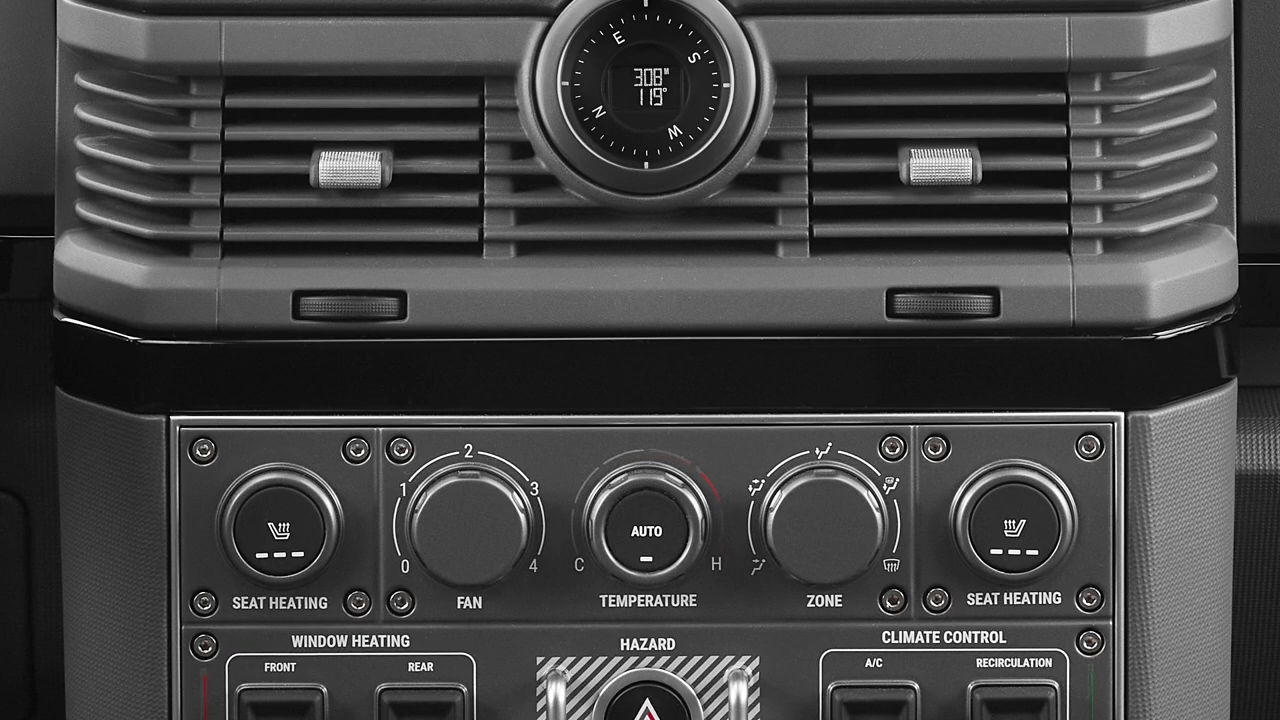 E
S
308M
119°
N
W
2
1
3
0
4
AUTO
C
H
SEAT HEATING
FAN
TEMPERATURE
ZONE
SEAT HEATING
WINDOW HEATING
HAZARD
CLIMATE CONTROL
FRONT
REAR
A/C
RECIRCULATION